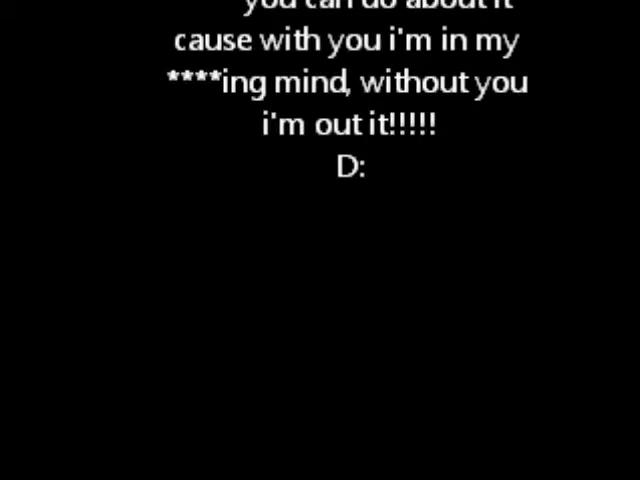 you can do about it
cause with you i'm in my
****ing mind, without you
i'm out it!!!!!
D: